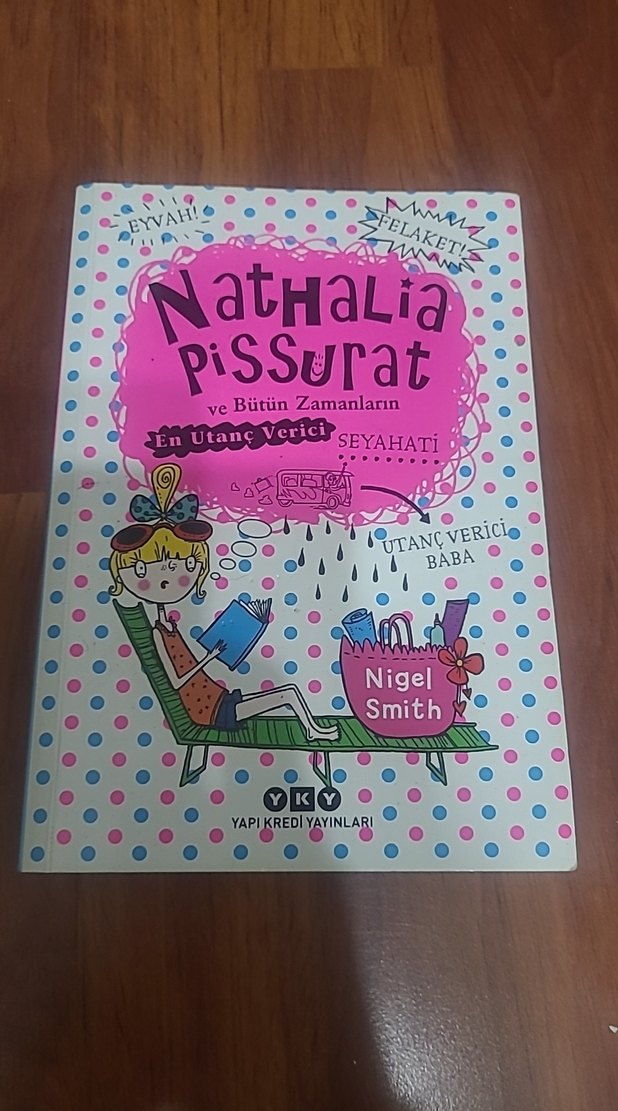 EYVAH!
FELAKET!
NatHaLia
PiSSUrat
ve Bütün Zamanların
En Utanç Verici SEYAHATİ
UTANÇ VERİCİ
BABA
Nigel
Smith
YKY
YAPI KREDİ YAYINLARI